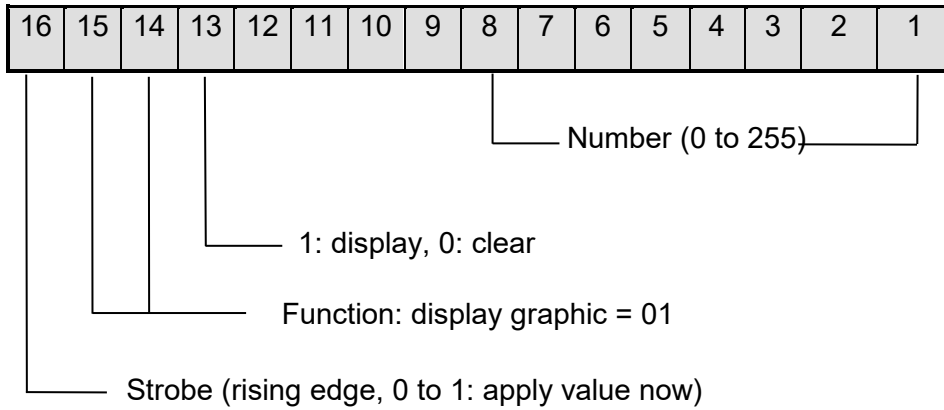 16 15 14 13 12 11 10 9 8 7 6 5 4 3 2 1
Number (0 to 255)
1: display, 0: clear
Function: display graphic = 01
Strobe (rising edge, 0 to 1: apply value now)